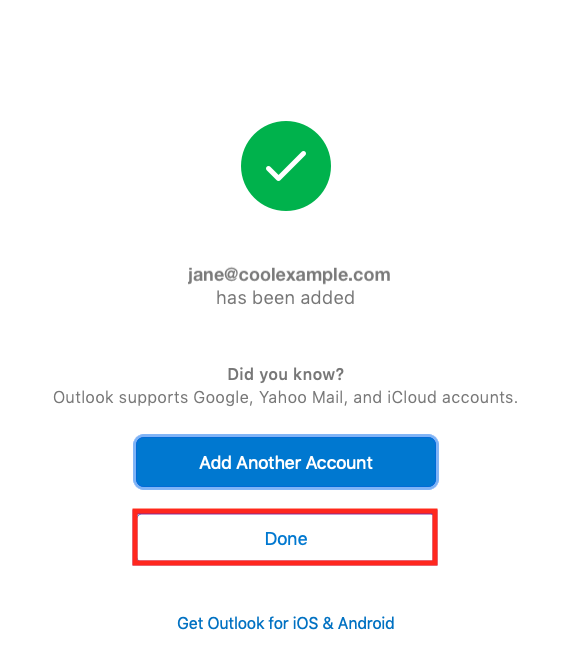 jane@coolexample.com
has been added
Did you know?
Outlook supports Google, Yahoo Mail, and iCloud accounts.
Add Another Account
Done
Get Outlook for iOS & Android